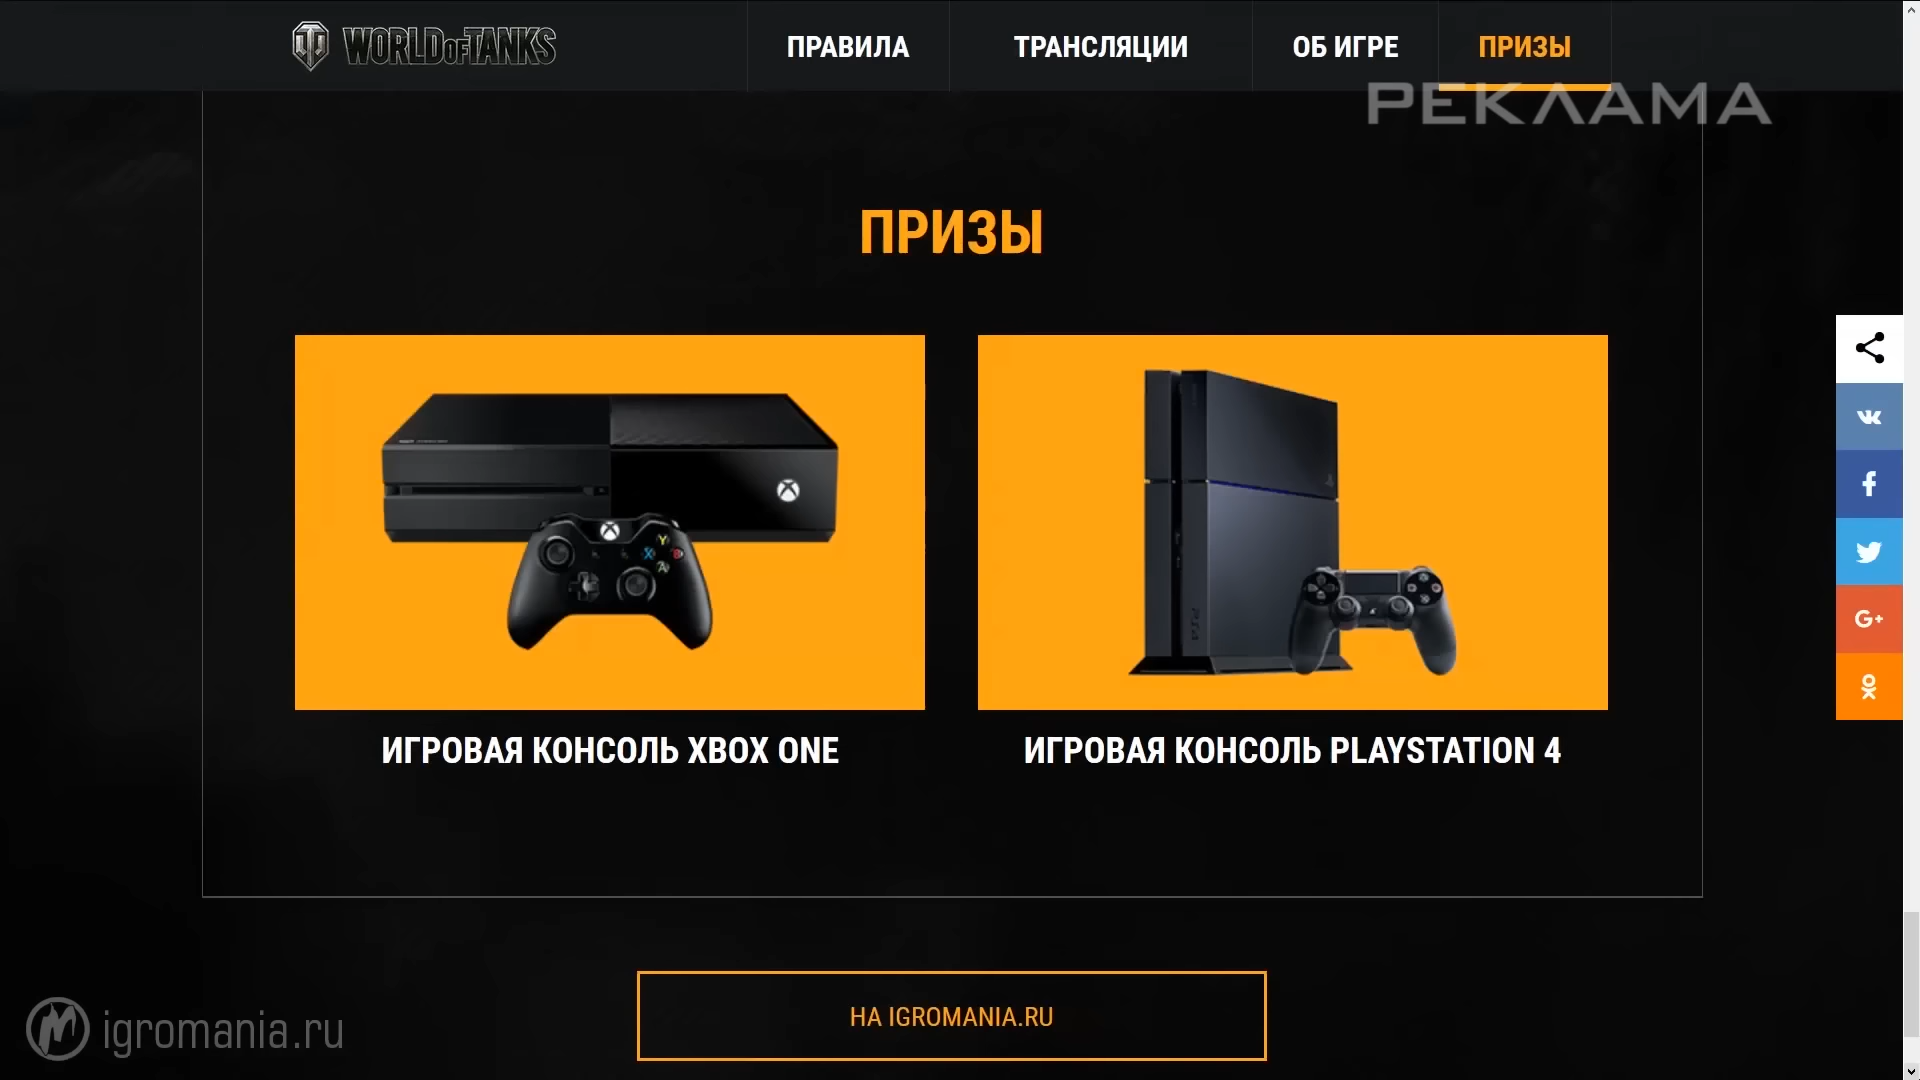 WORLD OF TANKS
ПРАВИЛА
ТРАНСЛЯЦИИ
ОБ ИГРЕ
ПРИЗЫ
РЕКЛАМА
ПРИЗЫ
ИГРОВАЯ КОНСОЛЬ XBOX ONE
ИГРОВАЯ КОНСОЛЬ PLAYSTATION 4
НА IGROMANIA.RU
igromania.ru